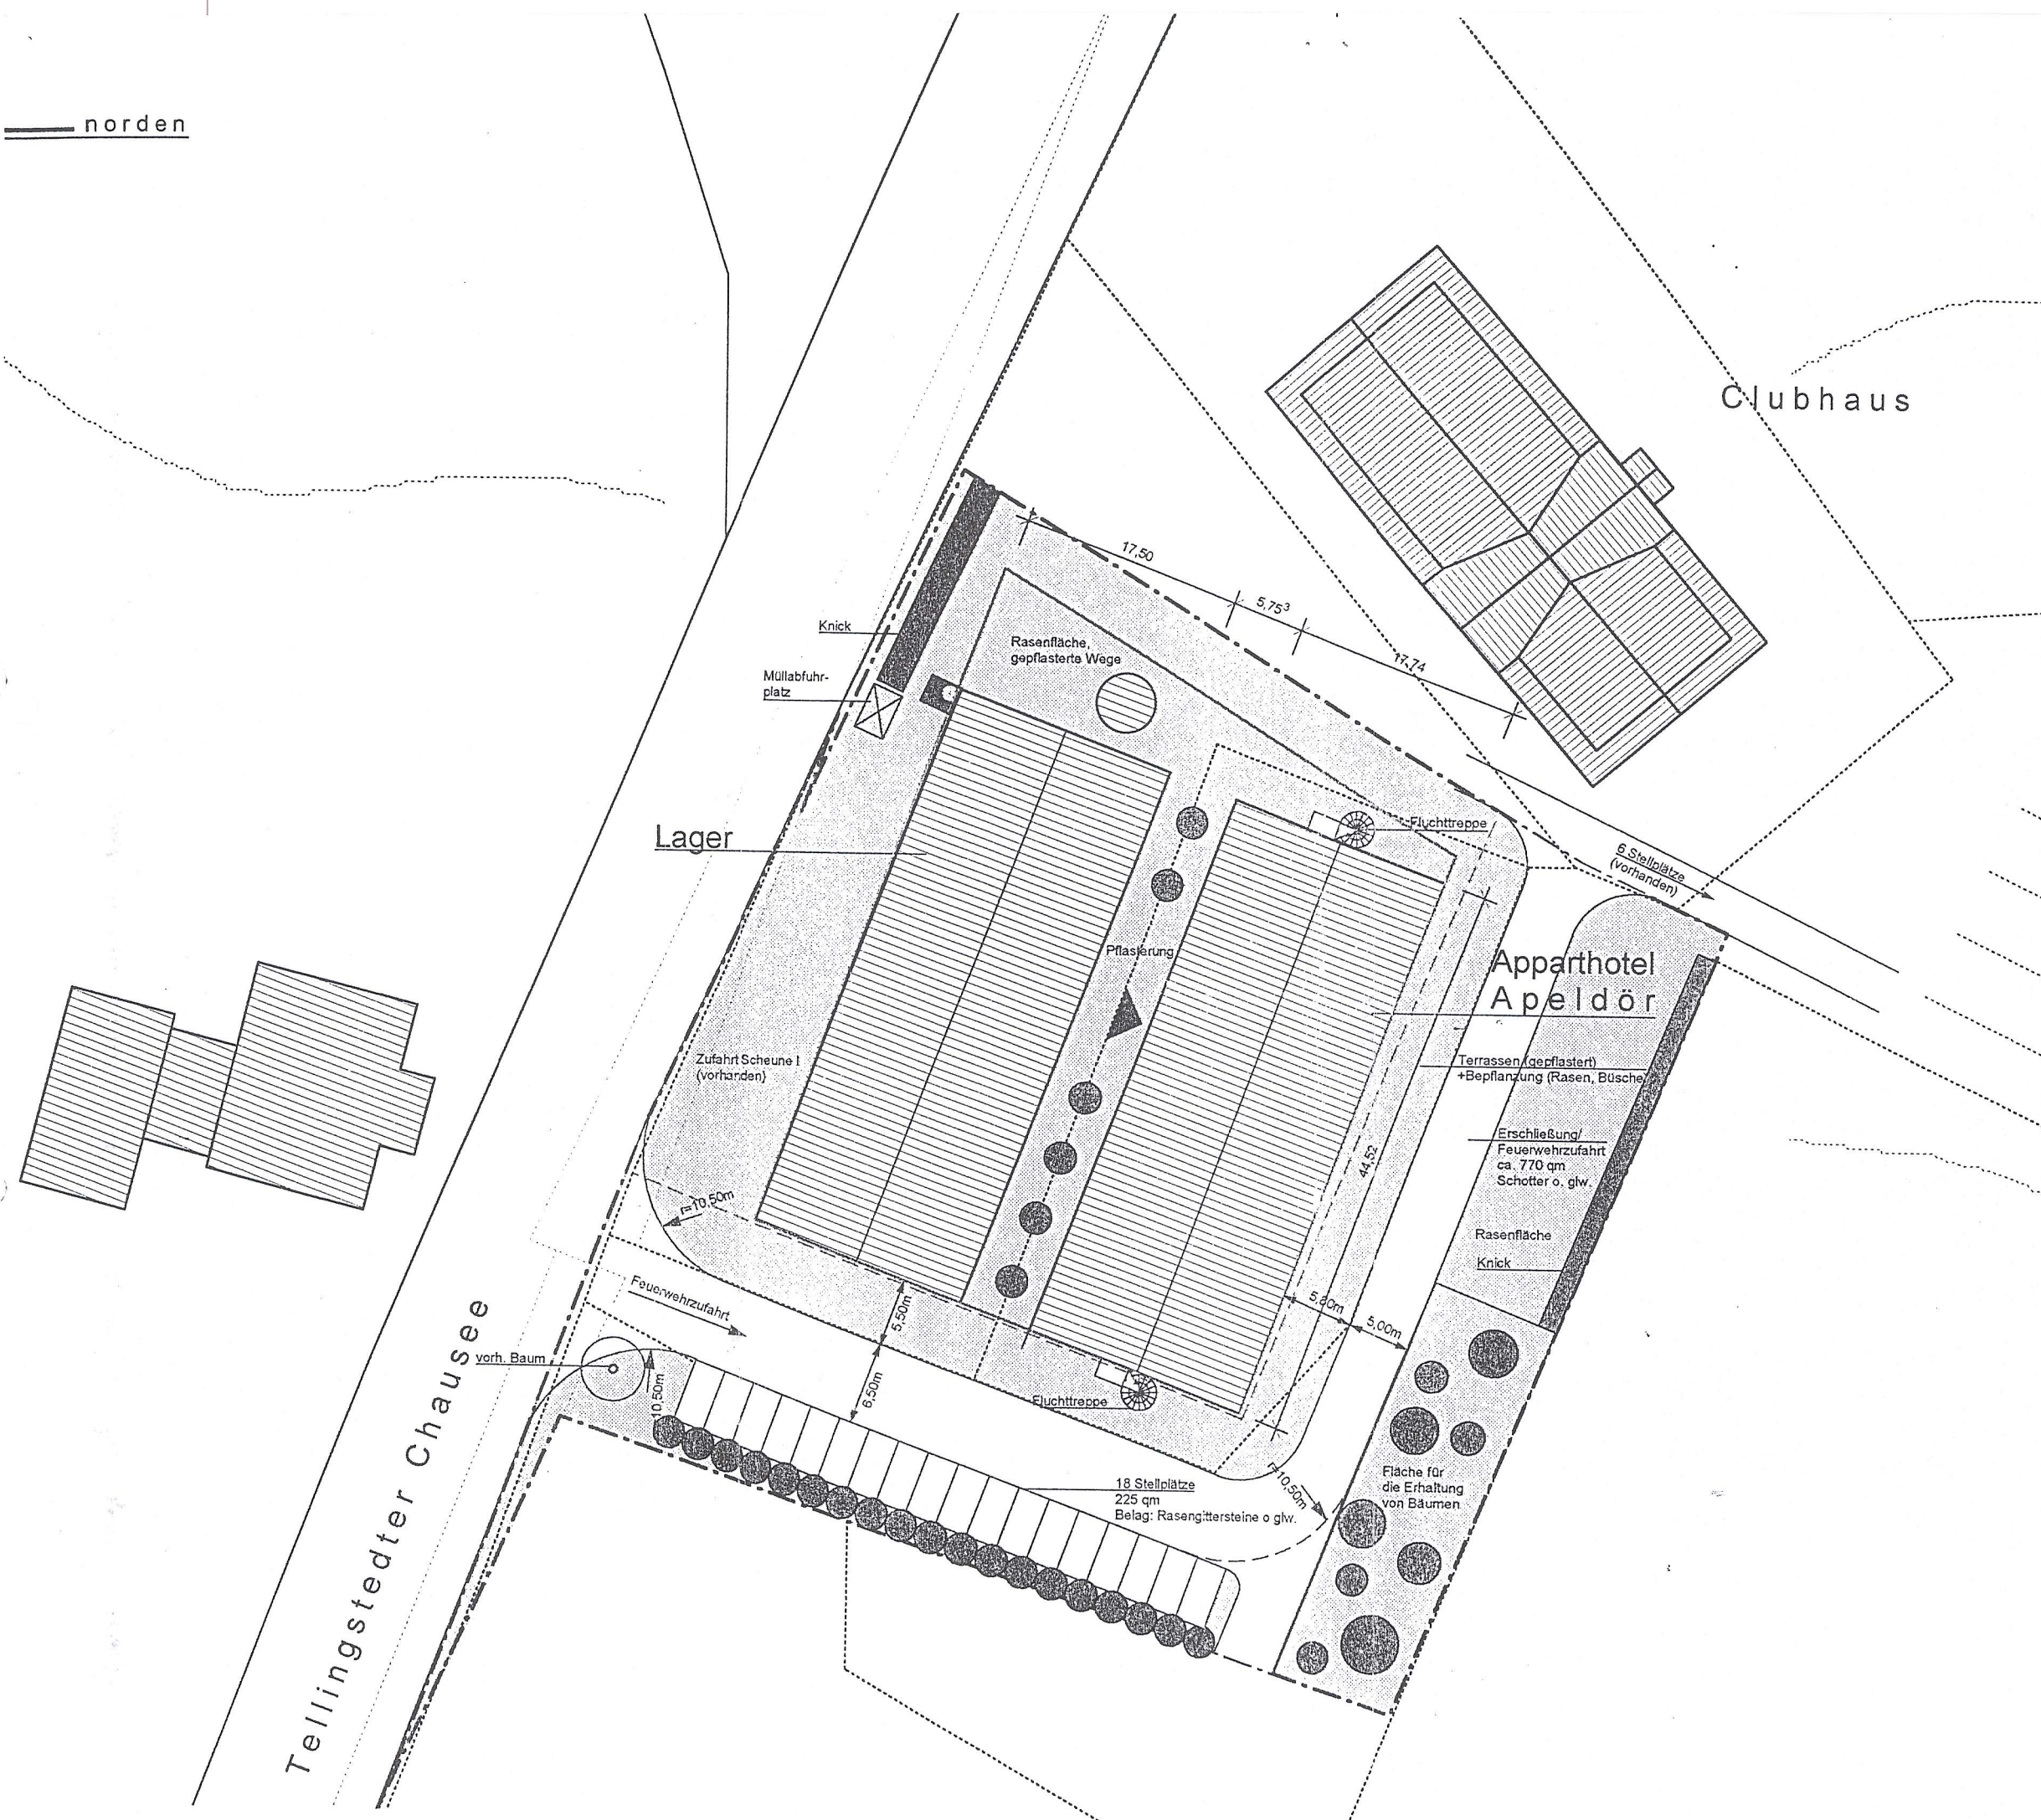 norden
Clubhaus
17,50
5,75³
17,74
Knick
Rasenfläche,
gepflasterte Wege
Müllabfuhr-
platz
Lager
Fluchttreppe
6 Stellplätze
(vorhanden)
Pflasterung
Apparthotel
Apeldör
Zufahrt Scheune I
(vorhanden)
Terrassen (gepflastert)
+Bepflanzung (Rasen, Büsche)
Erschließung/
Feuerwehrzufahrt
ca. 770 qm
Schotter o. glw.
44,52
r=10,50m
Rasenfläche
Knick
Feuerwehrzufahrt
5,50m
5,80m
5,00m
vorh. Baum
10,50m
6,50m
Fluchttreppe
18 Stellplätze
225 qm
Belag: Rasengittersteine o glw.
r=10,50m
Fläche für
die Erhaltung
von Bäumen
Tellingstedter Chausee